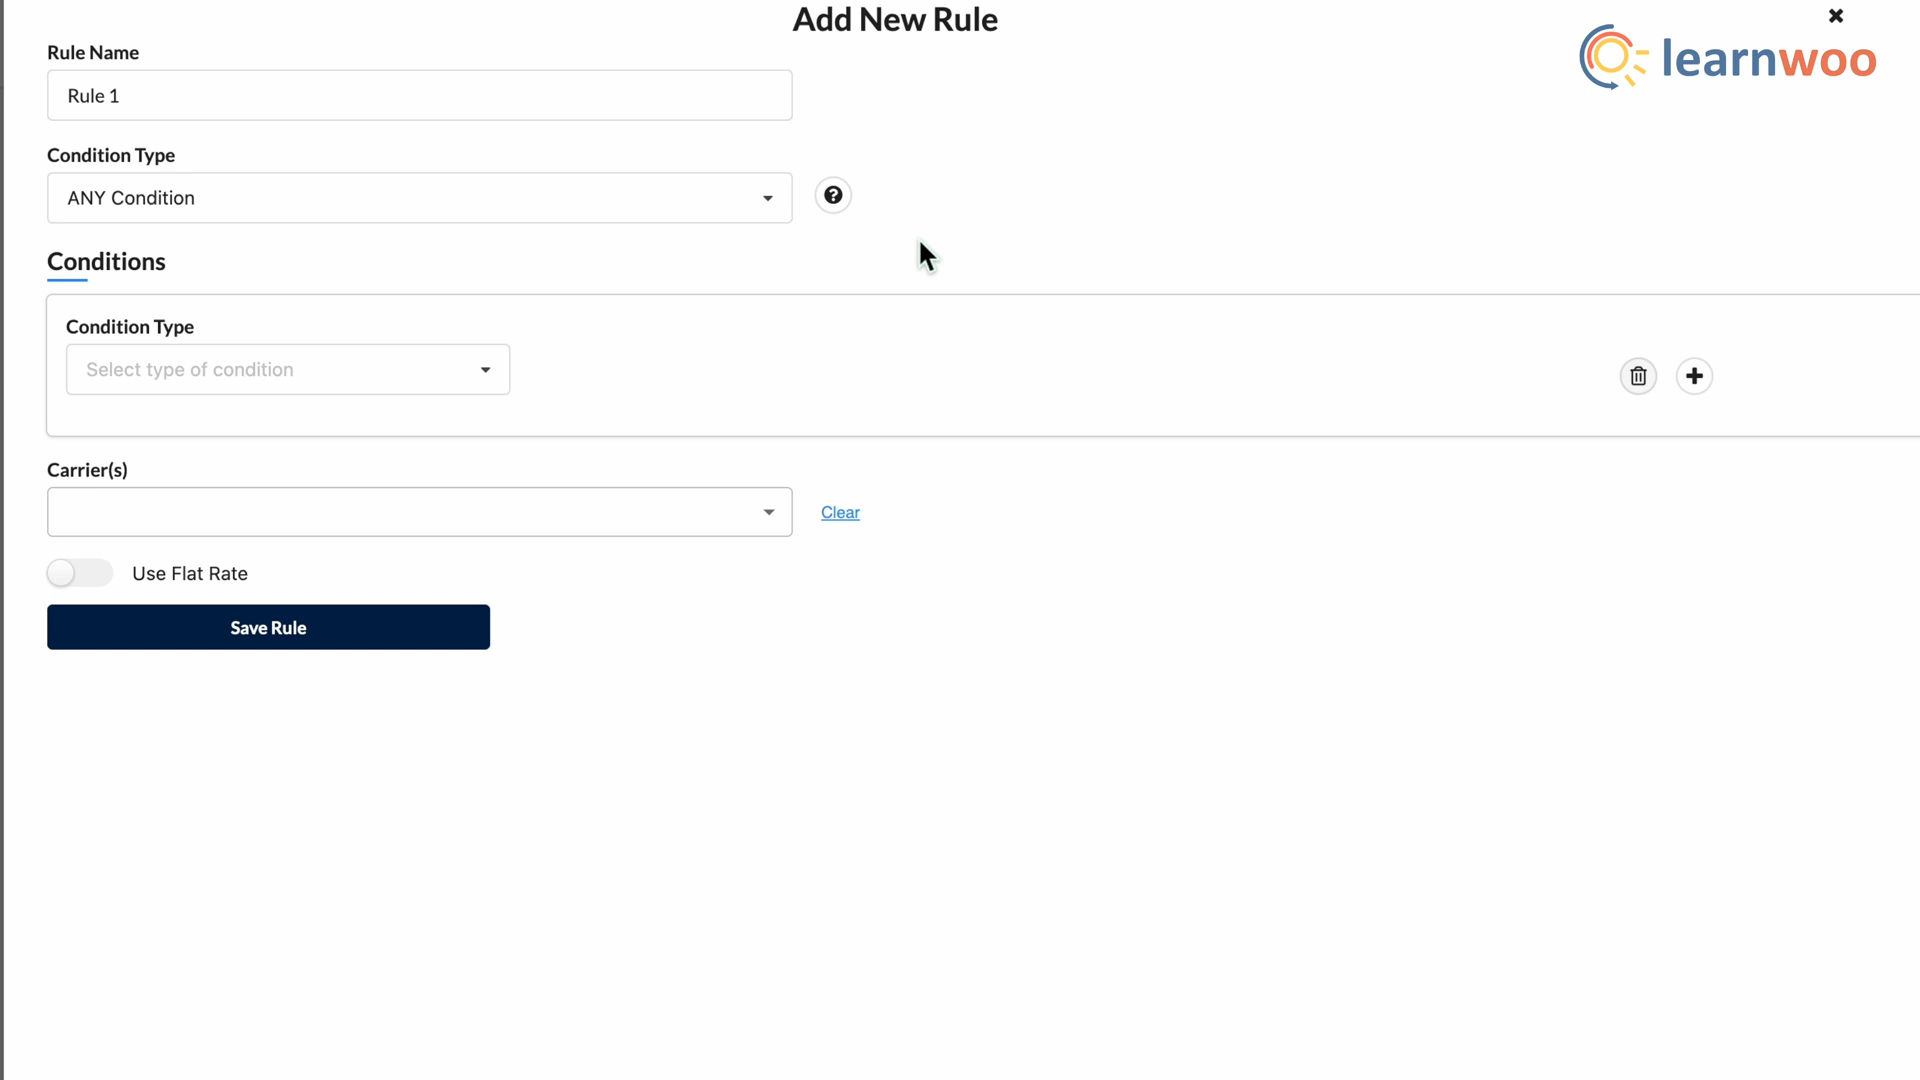 Add New Rule
learnwoo
Rule Name
Rule 1
Condition Type
ANY Condition
Conditions
Condition Type
Select type of condition
Carrier(s)
Clear
Use Flat Rate
Save Rule